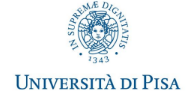 IN SUPREMÆ DIGNITATIS
· 1343 ·
UNIVERSITÀ DI PISA